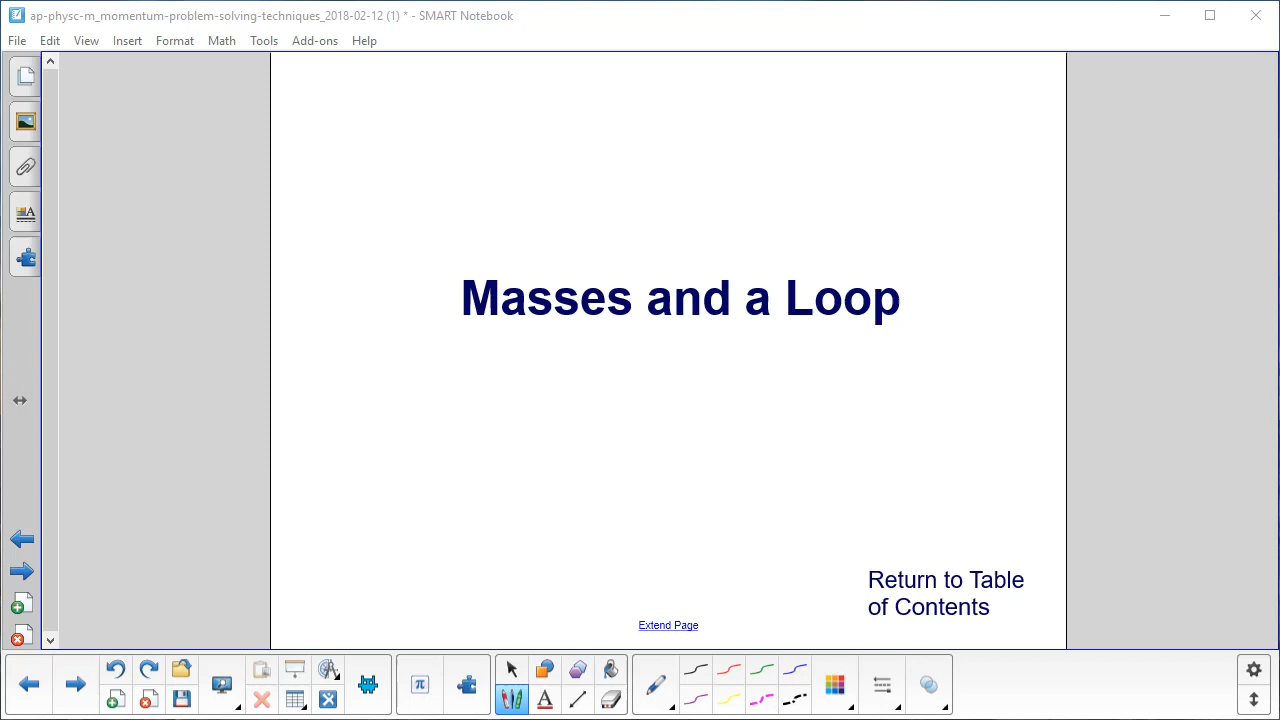 ap-physc-m_momentum-problem-solving-techniques_2018-02-12 (1) * - SMART Notebook
File Edit View Insert Format Math Tools Add-ons Help
Masses and a Loop
Return to Table
of Contents
Extend Page